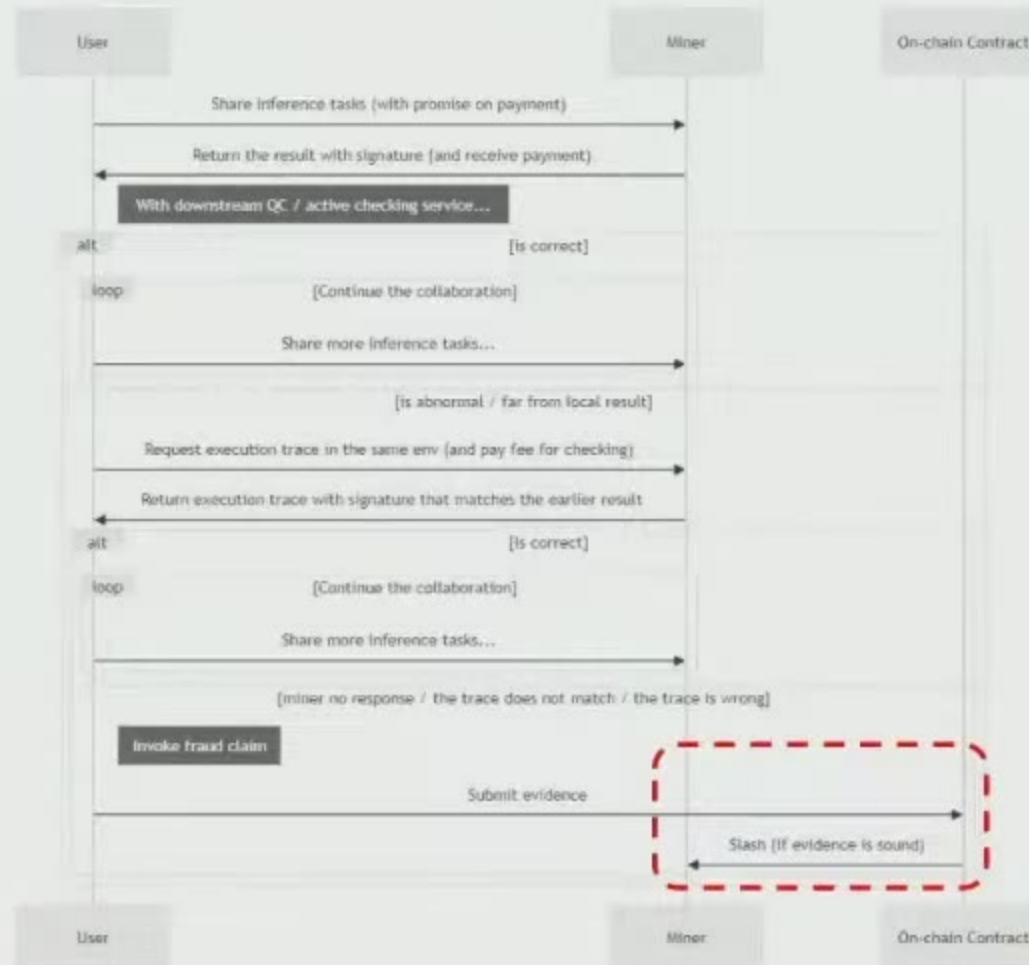 User Miner On-chain Contract
Share inference tasks (with promise on payment)
Return the result with signature (and receive payment)
With downstream QC / active checking service...
alt [is correct]
loop [Continue the collaboration]
Share more inference tasks...
[is abnormal / far from local result]
Request execution trace in the same env (and pay fee for checking)
Return execution trace with signature that matches the earlier result
alt [is correct]
loop [Continue the collaboration]
Share more inference tasks...
[miner no response / the trace does not match / the trace is wrong]
Invoke fraud claim
Submit evidence
Slash (if evidence is sound)
User Miner On-chain Contract